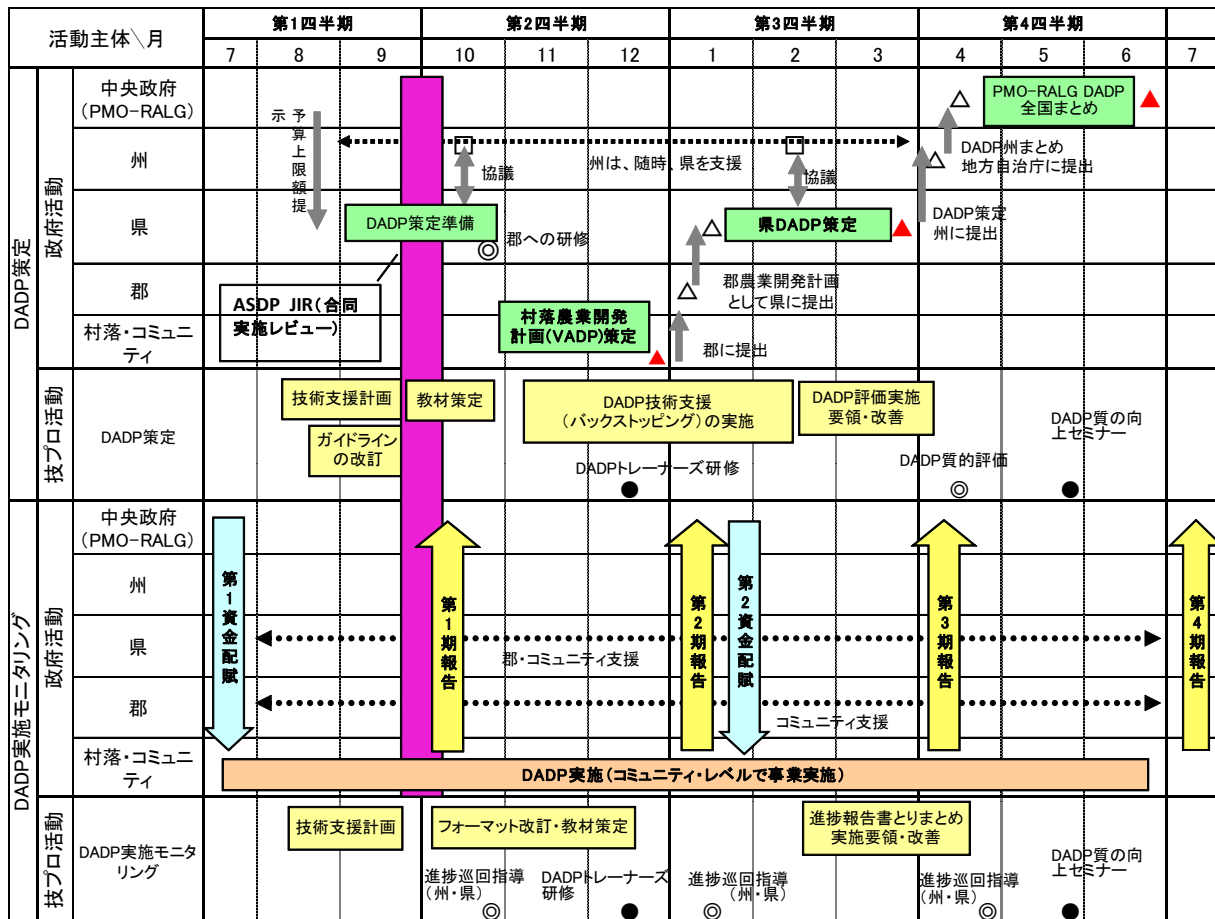 活動主体\月
第1四半期
第2四半期
第3四半期
第4四半期
7
8
9
10
11
12
1
2
3
4
5
6
7
DADP策定
政府活動
中央政府
(PMO-RALG)
州
県
郡
村落・コミュニ
ティ
予算上限額提
示
PMO-RALG DADP
全国まとめ
DADP州まとめ
地方自治庁に提出
州は、随時、県を支援
協議
協議
DADP策定準備
郡への研修
県DADP策定
DADP策定
州に提出
ASDP JIR(合同
実施レビュー)
郡農業開発計画
として県に提出
村落農業開発
計画(VADP)策定
郡に提出
技プロ活動
DADP策定
技術支援計画
教材策定
ガイドライン
の改訂
DADP技術支援
(バックストッピング)の実施
DADP評価実施
要領・改善
DADPトレーナーズ研修
DADP質的評価
DADP質の向
上セミナー
DADP実施モニタリング
政府活動
中央政府
(PMO-RALG)
州
県
郡
村落・コミュニ
ティ
第1資金配賦
第1期報告
第2期報告
第2資金配賦
第3期報告
第4期報告
郡・コミュニティ支援
コミュニティ支援
DADP実施(コミュニティ・レベルで事業実施)
技プロ活動
DADP実施モニタ
リング
技術支援計画
フォーマット改訂・教材策定
進捗報告書とりまとめ
実施要領・改善
進捗巡回指導
(州・県)
DADPトレーナーズ
研修
進捗巡回指導
(州・県)
進捗巡回指導
(州・県)
DADP質の向
上セミナー